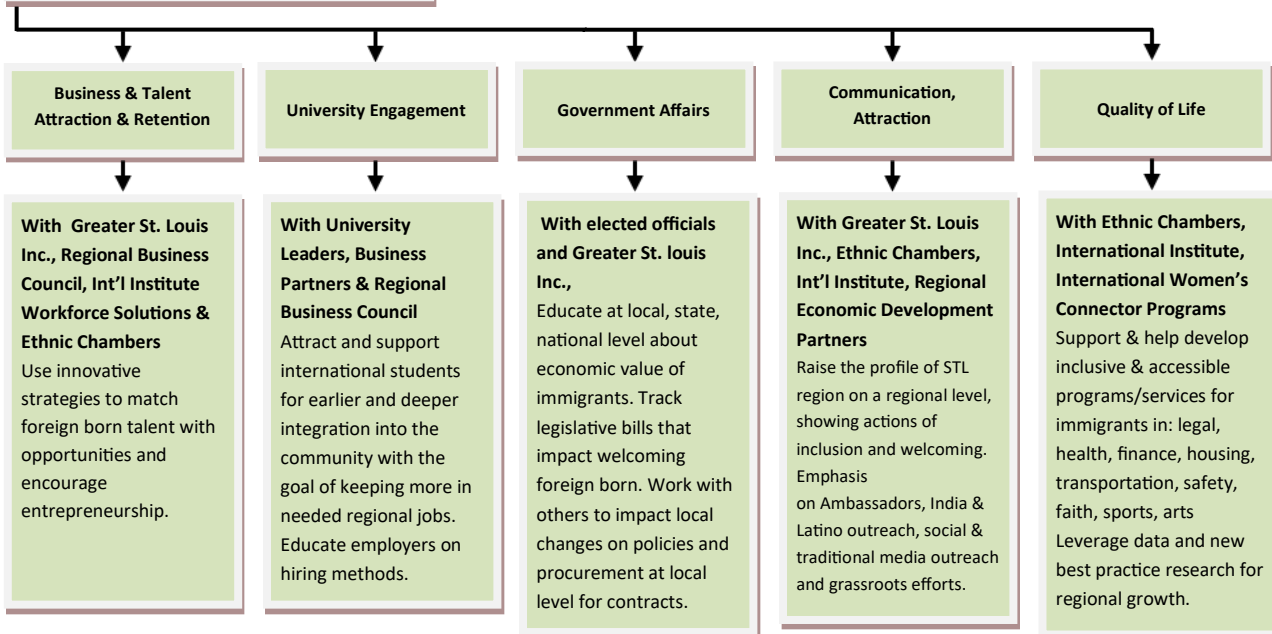 Business & Talent
Attraction & Retention
University Engagement
Government Affairs
Communication,
Attraction
Quality of Life
With Greater St. Louis
Inc., Regional Business
Council, Int’l Institute
Workforce Solutions &
Ethnic Chambers
Use innovative
strategies to match
foreign born talent with
opportunities and
encourage
entrepreneurship.
With University
Leaders, Business
Partners & Regional
Business Council
Attract and support
international students
for earlier and deeper
integration into the
community with the
goal of keeping more in
needed regional jobs.
Educate employers on
hiring methods.
With elected officials
and Greater St. louis
Inc.,
Educate at local, state,
national level about
economic value of
immigrants. Track
legislative bills that
impact welcoming
foreign born. Work with
others to impact local
changes on policies and
procurement at local
level for contracts.
With Greater St. Louis
Inc., Ethnic Chambers,
Int’l Institute, Regional
Economic Development
Partners
Raise the profile of STL
region on a regional level,
showing actions of
inclusion and welcoming.
Emphasis
on Ambassadors, India &
Latino outreach, social &
traditional media outreach
and grassroots efforts.
With Ethnic Chambers,
International Institute,
International Women’s
Connector Programs
Support & help develop
inclusive & accessible
programs/services for
immigrants in: legal,
health, finance, housing,
transportation, safety,
faith, sports, arts
Leverage data and new
best practice research for
regional growth.